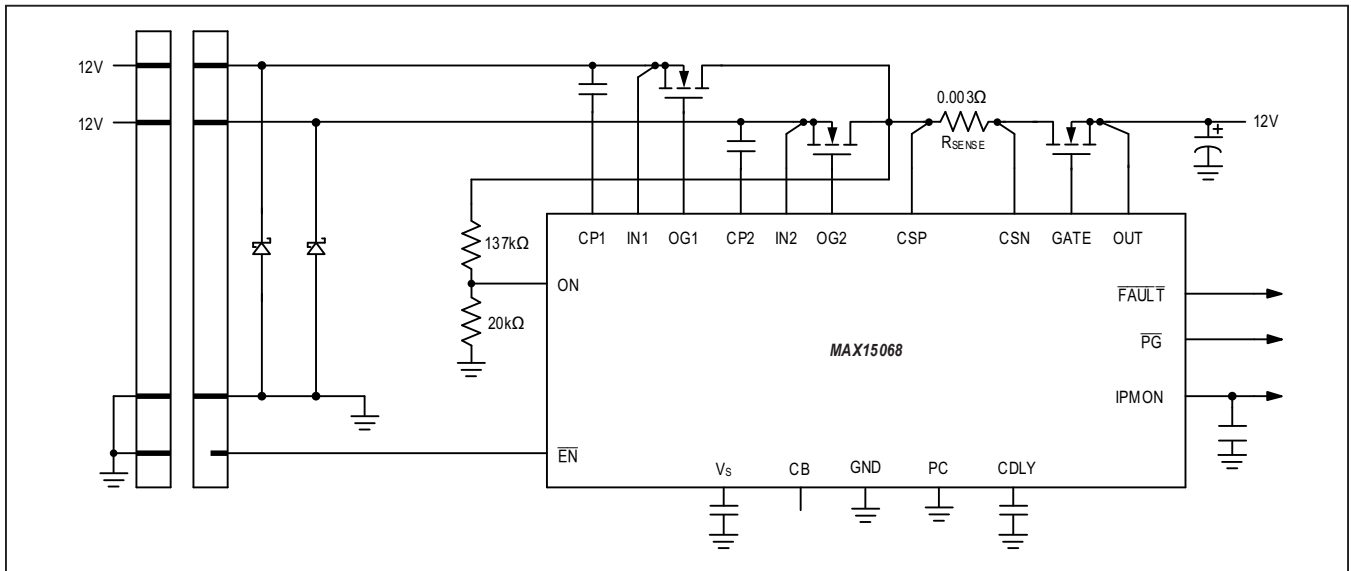 12V
12V
0.003Ω
RSENSE
12V
137kΩ
20kΩ
CP1 IN1 OG1 CP2 IN2 OG2 CSP CSN GATE OUT
ON
FAULT
PG
MAX15068
IPMON
EN
VS CB GND PC CDLY
+